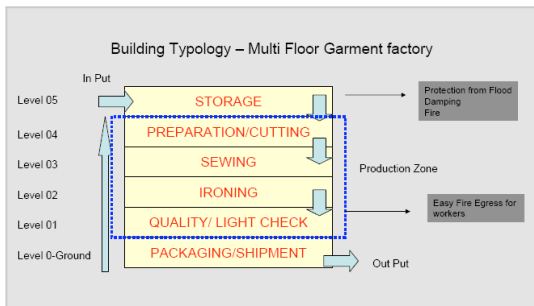 Building Typology – Multi Floor Garment factory
In Put
Level 05
STORAGE
Protection from Flood
Damping
Fire
Level 04
PREPARATION/CUTTING
Level 03
SEWING
Production Zone
Level 02
IRONING
Easy Fire Egress for
workers
Level 01
QUALITY/ LIGHT CHECK
Level 0-Ground
PACKAGING/SHIPMENT
Out Put